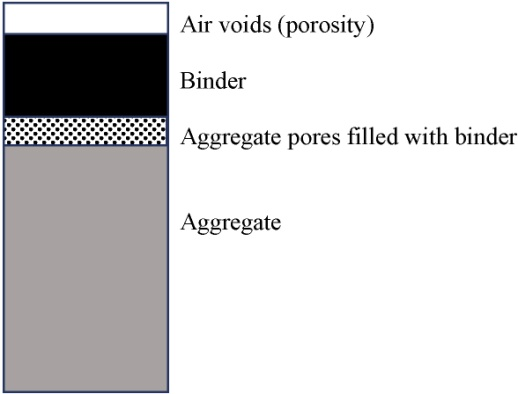 Air voids (porosity)
Binder
Aggregate pores filled with binder
Aggregate